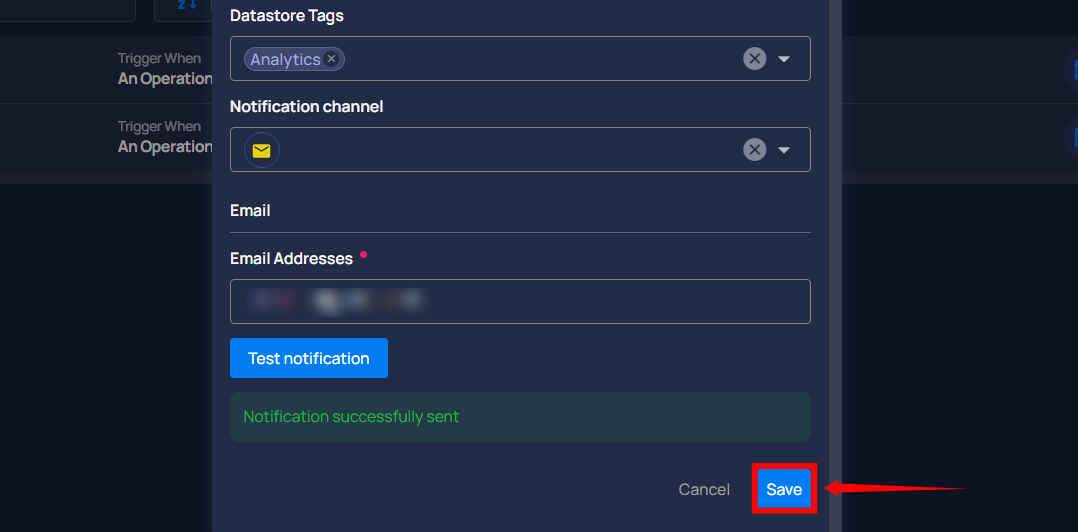 Datastore Tags
Analytics
Trigger When
An Operation
Notification channel
Trigger When
An Operation
Email
Email Addresses
Test notification
Notification successfully sent
Cancel
Save